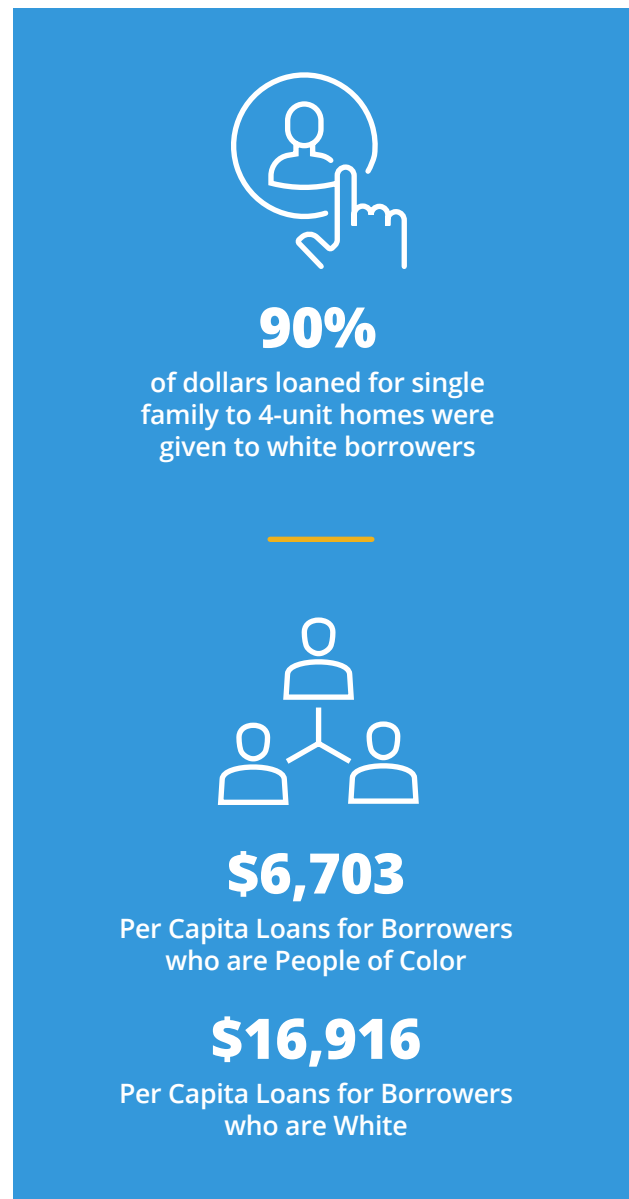 90%
of dollars loaned for single
family to 4-unit homes were
given to white borrowers
$6,703
Per Capita Loans for Borrowers
who are People of Color
$16,916
Per Capita Loans for Borrowers
who are White